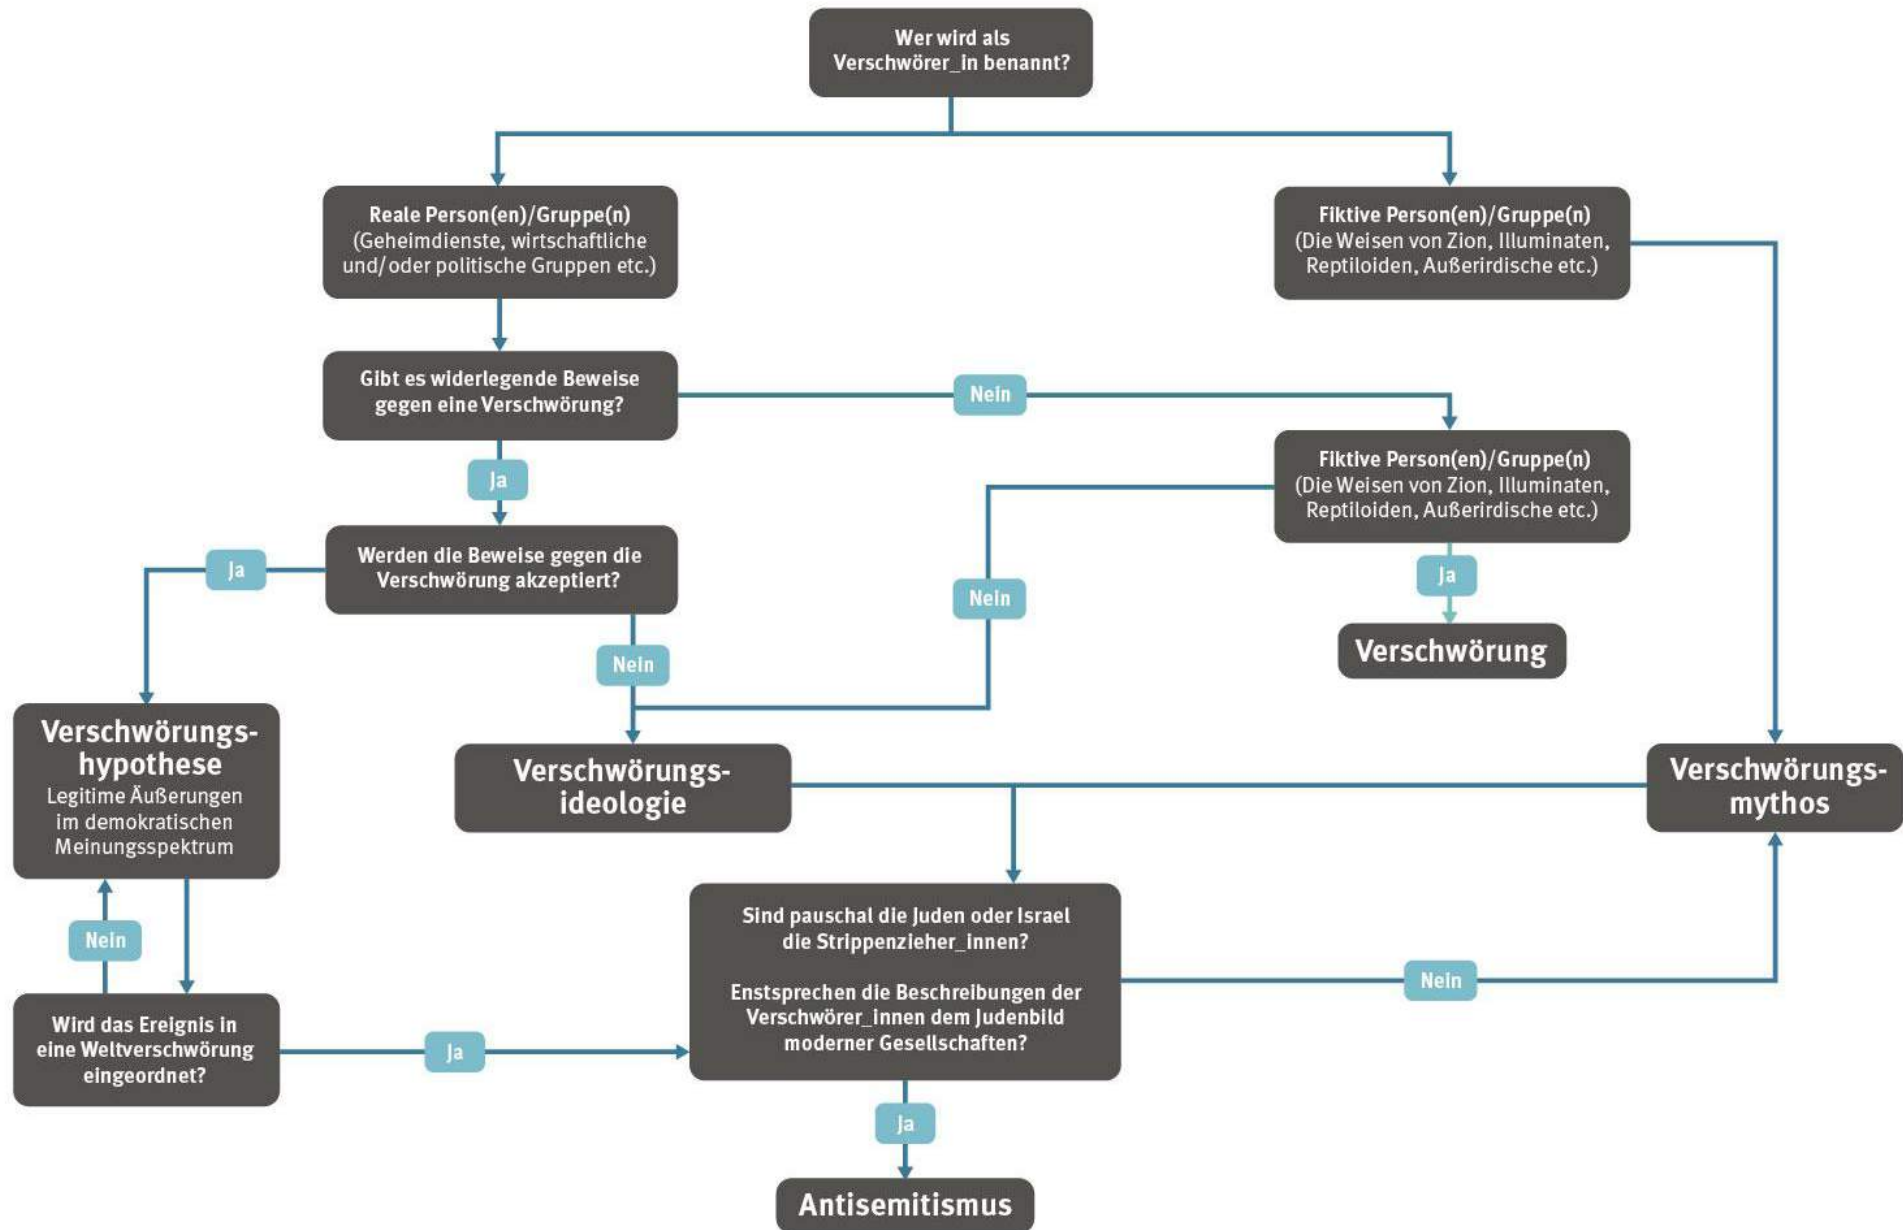 Wer wird als
Verschwörer_in benannt?
Reale Person(en)/Gruppe(n)
(Geheimdienste, wirtschaftliche
und/oder politische Gruppen etc.)
Fiktive Person(en)/Gruppe(n)
(Die Weisen von Zion, Illuminaten,
Reptiloiden, Außerirdische etc.)
Gibt es widerlegende Beweise
gegen eine Verschwörung?
Nein
Fiktive Person(en)/Gruppe(n)
(Die Weisen von Zion, Illuminaten,
Reptiloiden, Außerirdische etc.)
Ja
Werden die Beweise gegen die
Verschwörung akzeptiert?
Ja
Nein
Ja
Verschwörung
Nein
Verschwörungs-
hypothese
Legitime Äußerungen
im demokratischen
Meinungsspektrum
Verschwörungs-
ideologie
Verschwörungs-
mythos
Nein
Sind pauschal die Juden oder Israel
die Strippenzieher_innen?
Enstsprechen die Beschreibungen der
Verschwörer_innen dem Judenbild
moderner Gesellschaften?
Nein
Wird das Ereignis in
eine Weltverschwörung
eingeordnet?
Ja
Ja
Antisemitismus